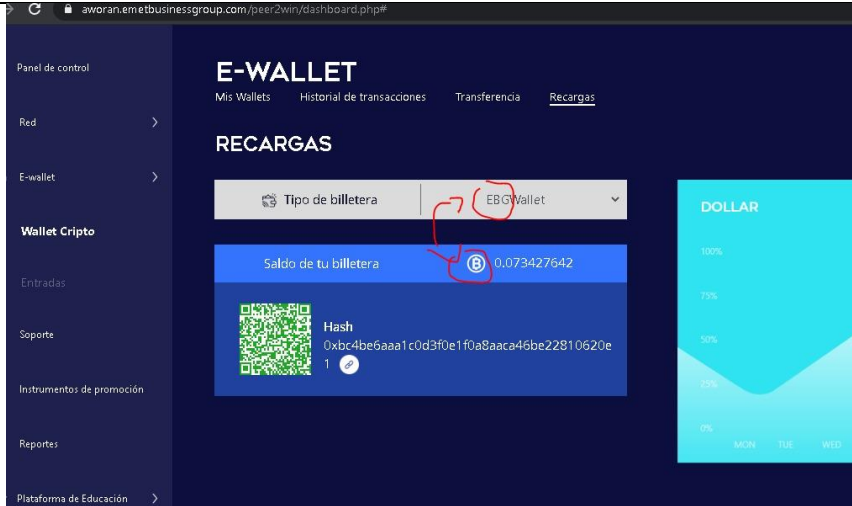 aworan.emetbusinessgroup.com/peer2win/dashboard.php#
Panel de control
Red
E-wallet
Wallet Cripto
Entradas
Soporte
Instrumentos de promoción
Reportes
Plataforma de Educación
E-WALLET
Mis Wallets Historial de transacciones Transferencia Recargas
RECARGAS
Tipo de billetera EBGWallet
Saldo de tu billetera 0.073427642
Hash
0xbc4be6aaa1c0d3f0e1f0a8aaca46be22810620e
1
DOLLAR
100%
75%
50%
25%
0%
MON TUE WED